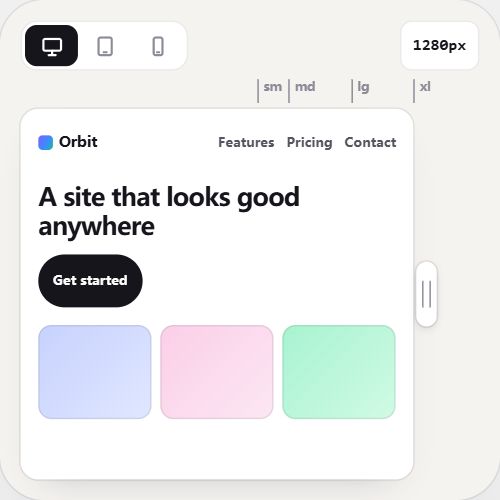 1280px
sm md lg xl
Orbit
Features Pricing Contact
A site that looks good
anywhere
Get started